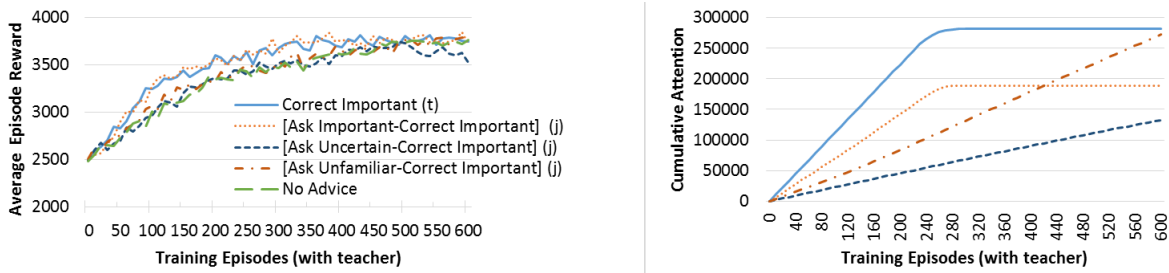 Average Episode Reward
4000
3500
3000
2500
2000
Correct Important (t)
[Ask Important-Correct Important] (j)
[Ask Uncertain-Correct Important] (j)
[Ask Unfamiliar-Correct Important] (j)
No Advice
0 50 100 150 200 250 300 350 400 450 500 550 600
Training Episodes (with teacher)
Cumulative Attention
300000
250000
200000
150000
100000
50000
0
0 40 80 120 160 200 240 280 320 360 400 440 480 520 560 600
Training Episodes (with teacher)